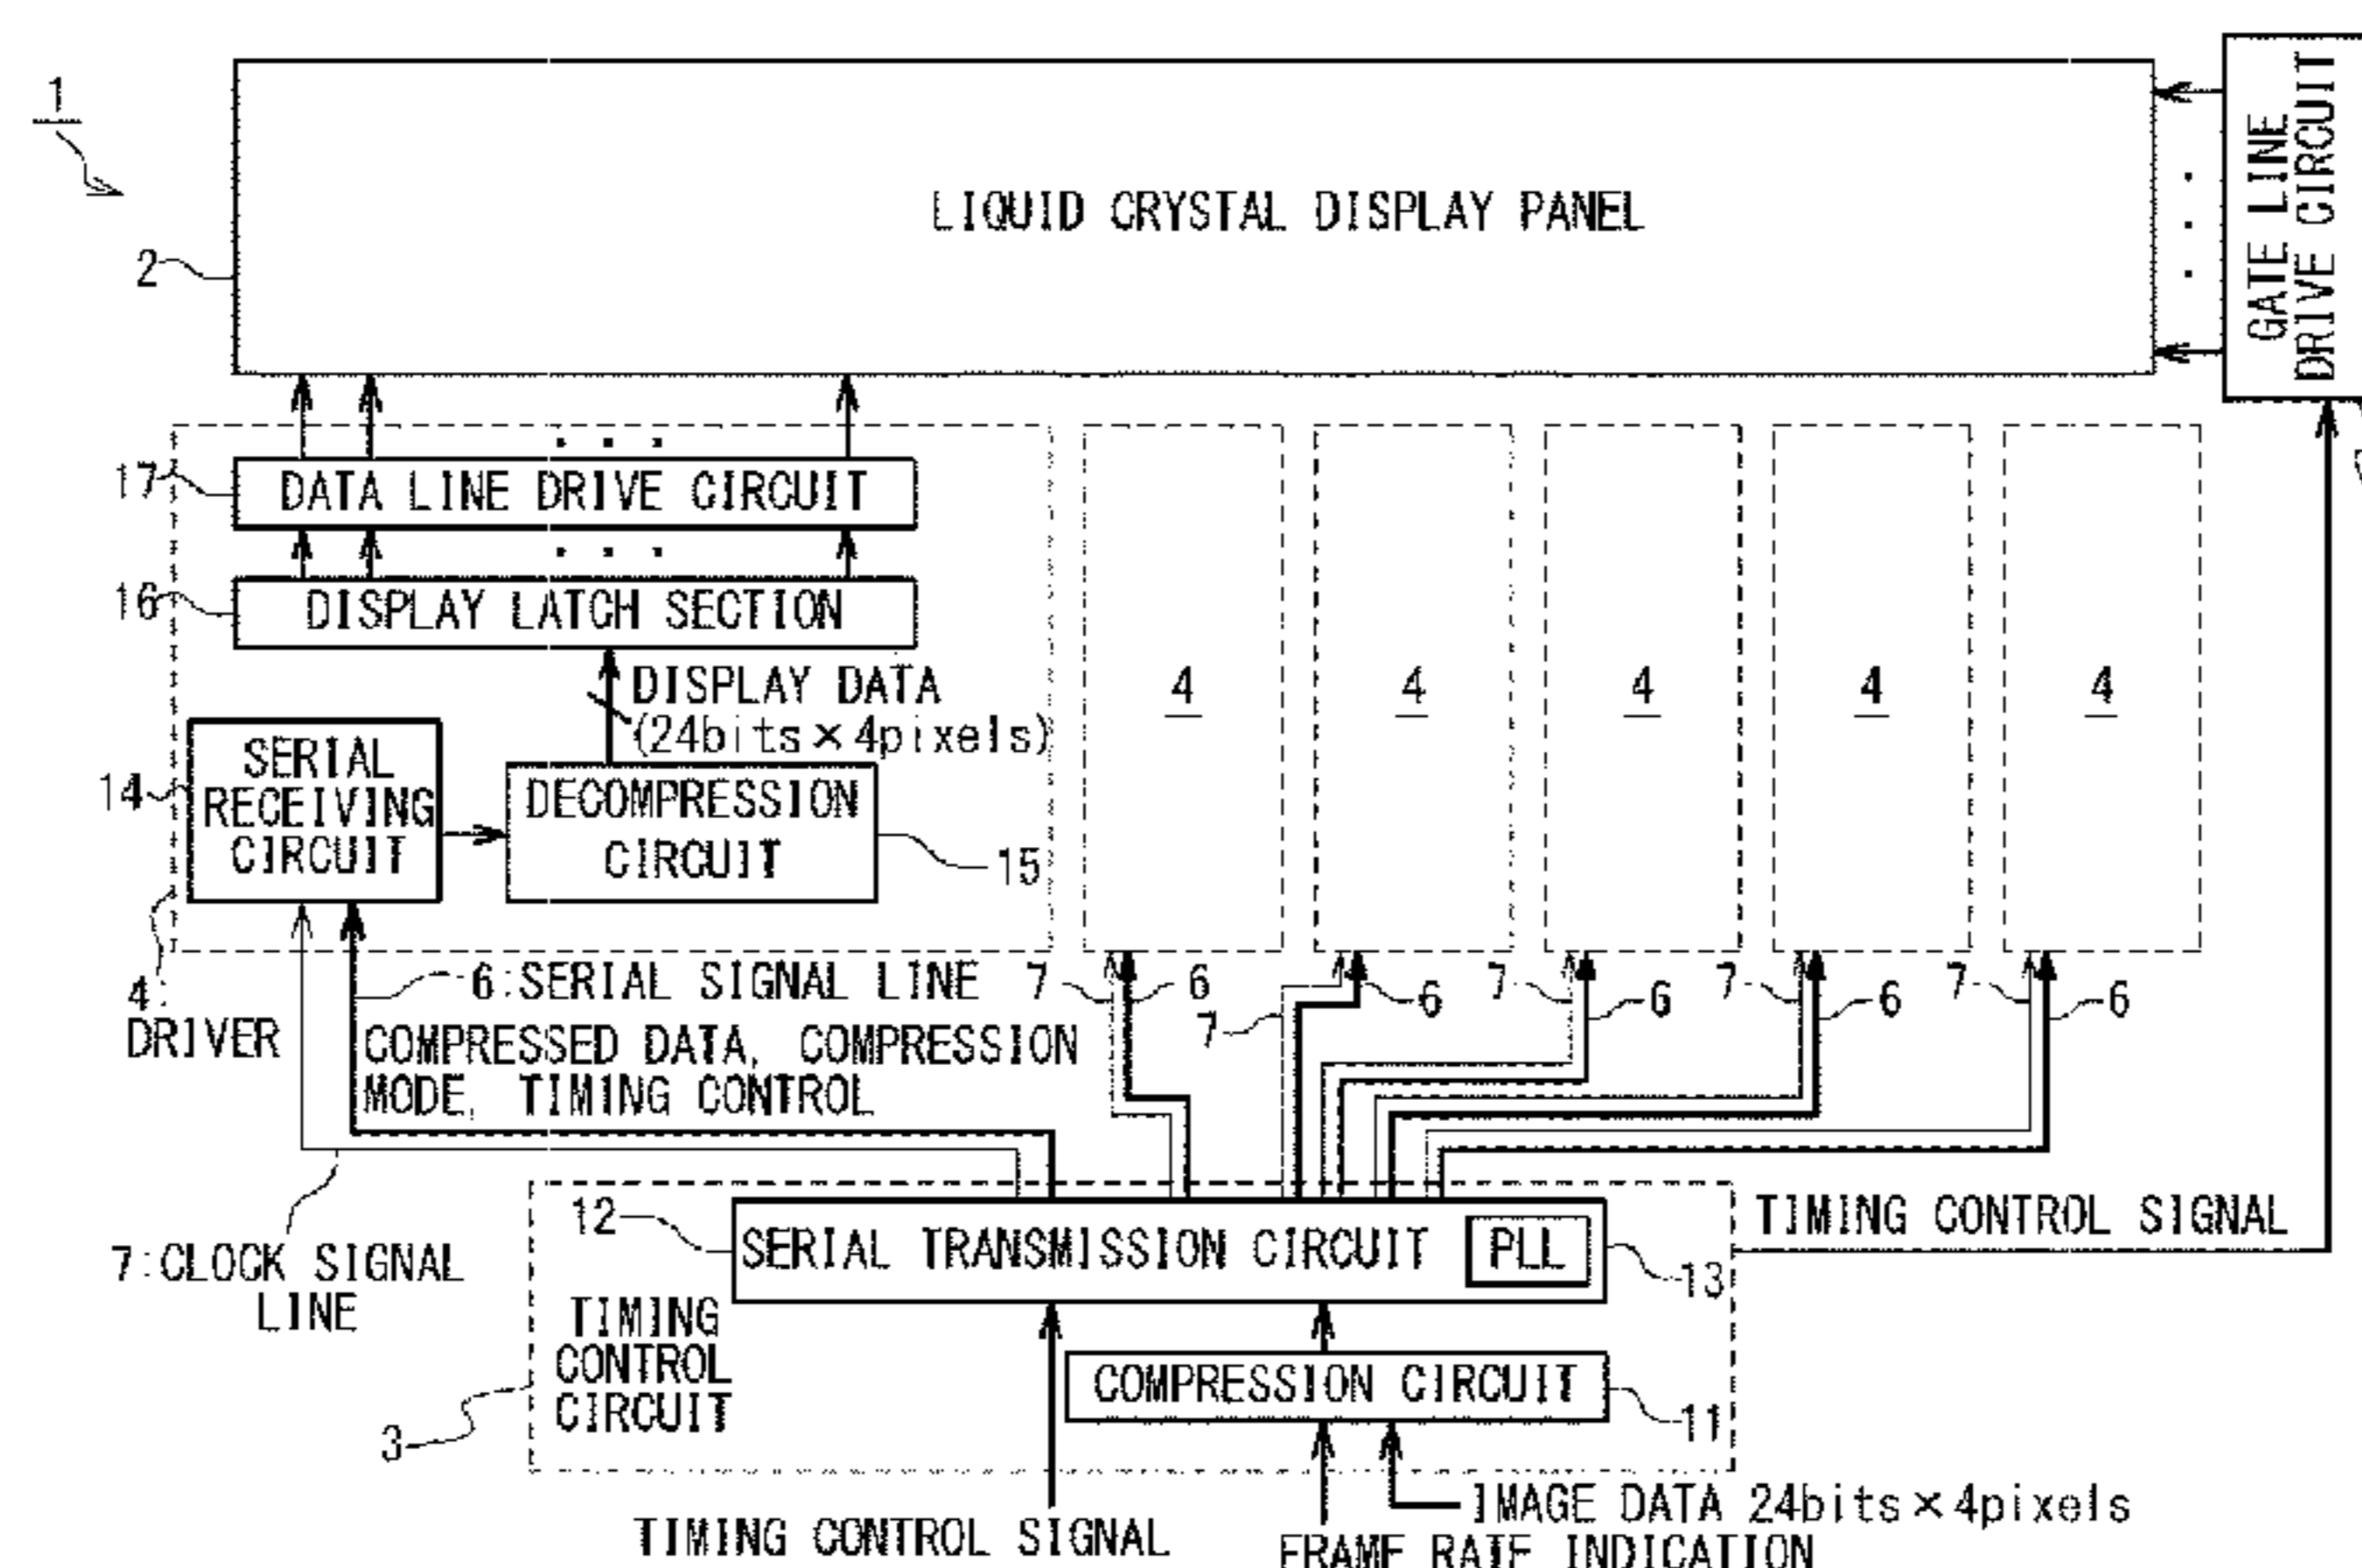 1
LIQUID CRYSTAL DISPLAY PANEL
2
GATE LINE
DRIVE CIRCUIT
17
DATA LINE DRIVE CIRCUIT
16
DISPLAY LATCH SECTION
DISPLAY DATA
(24bits×4pixels)
14
SERIAL
RECEIVING
CIRCUIT
DECOMPRESSION
CIRCUIT
15
4 4 4 4 4
4:
DRIVER
6:SERIAL SIGNAL LINE
COMPRESSED DATA, COMPRESSION
MODE, TIMING CONTROL
7 6 7 6 7 6 7 6 7 6
7:CLOCK SIGNAL
LINE
12
SERIAL TRANSMISSION CIRCUIT PLL
13
TIMING CONTROL SIGNAL
TIMING
CONTROL
CIRCUIT
3
COMPRESSION CIRCUIT
11
IMAGE DATA 24bits×4pixels
TIMING CONTROL SIGNAL
FRAME RATE INDICATION